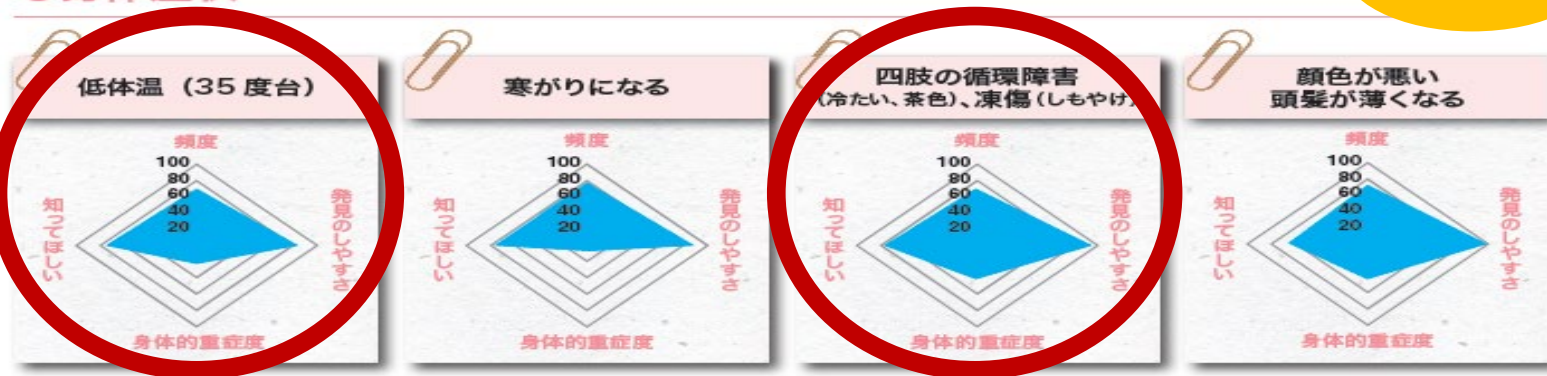 低体温（35度台）
頻度
100
80
60
40
20
発見のしやすさ
知ってほしい
身体的重症度
寒がりになる
頻度
100
80
60
40
20
発見のしやすさ
知ってほしい
身体的重症度
四肢の循環障害
（冷たい、茶色）、凍傷（しもやけ）
頻度
100
80
60
40
20
発見のしやすさ
知ってほしい
身体的重症度
顔色が悪い
頭髪が薄くなる
頻度
100
80
60
40
20
発見のしやすさ
知ってほしい
身体的重症度